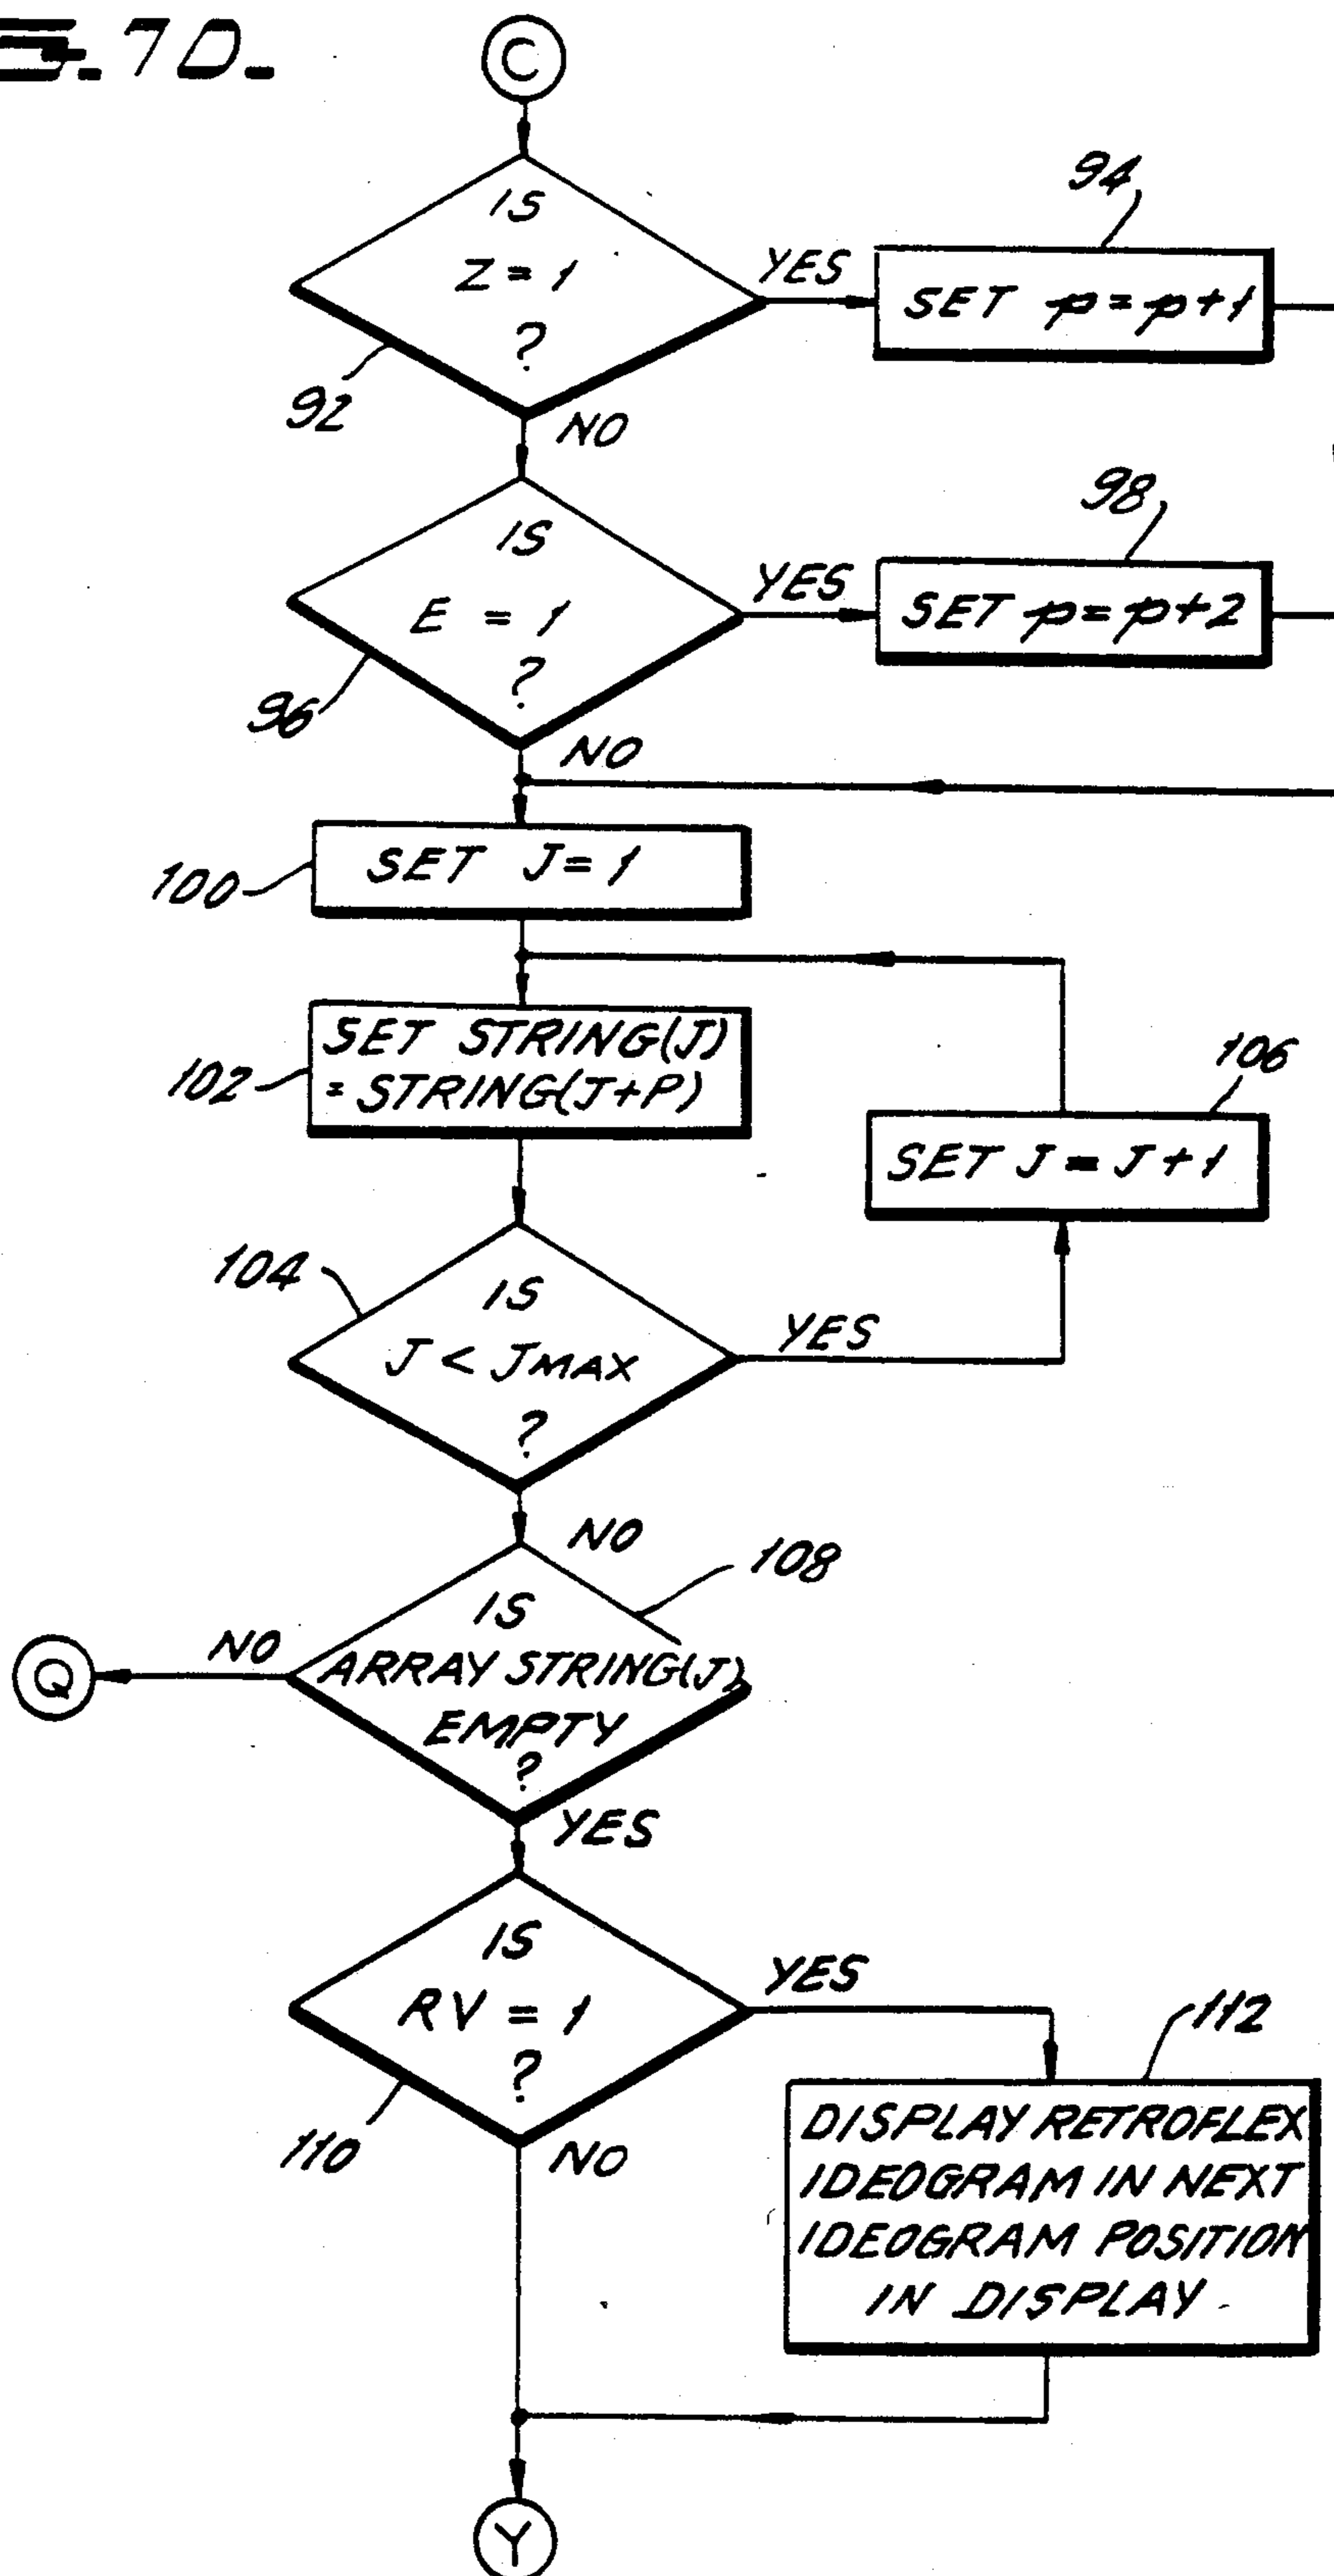 .7D.
C
94
IS
Z = 1
?
YES
SET p = p+1
92
NO
98
IS
E = 1
?
YES
SET p = p+2
96
NO
100
SET J = 1
102
SET STRING(J)
= STRING(J+P)
106
SET J = J+1
104
IS
J < JMAX
?
YES
NO
108
IS
ARRAY STRING(J)
EMPTY
?
NO
Q
YES
IS
RV = 1
?
YES
112
110
NO
DISPLAY RETROFLEX
IDEOGRAM IN NEXT
IDEOGRAM POSITION
IN DISPLAY
Y